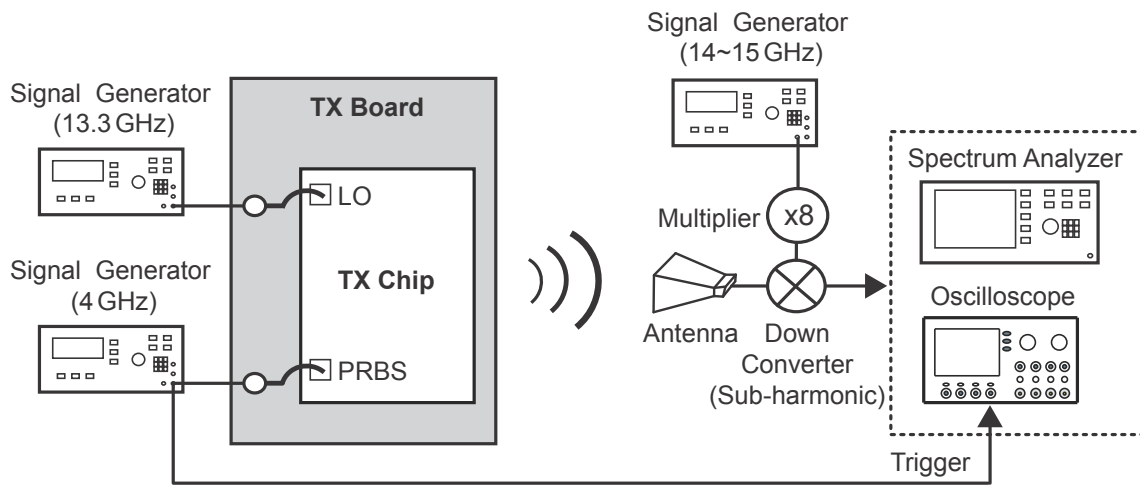 Signal Generator
(13.3 GHz)
Signal Generator
(4 GHz)
TX Board
LO
TX Chip
PRBS
Signal Generator
(14~15 GHz)
Multiplier
x8
Antenna
Down
Converter
(Sub-harmonic)
Spectrum Analyzer
Oscilloscope
Trigger